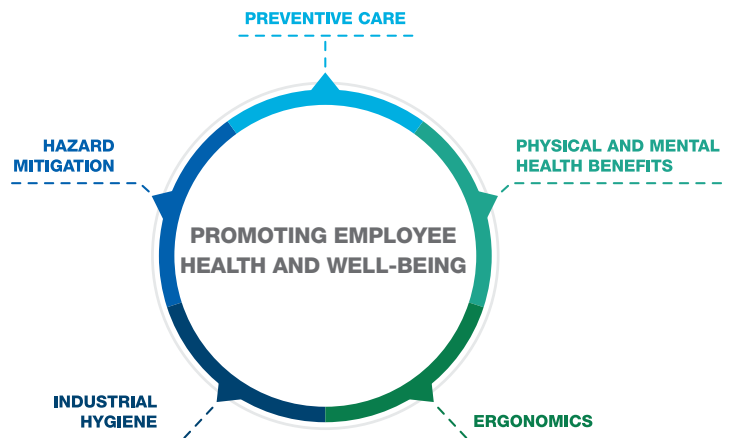 PREVENTIVE CARE
HAZARD
MITIGATION
PHYSICAL AND MENTAL
HEALTH BENEFITS
PROMOTING EMPLOYEE
HEALTH AND WELL-BEING
INDUSTRIAL
HYGIENE
ERGONOMICS